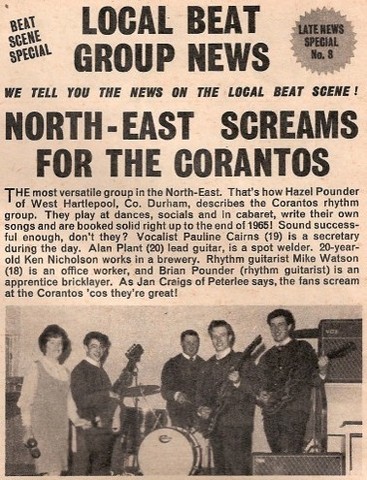 BEAT
SCENE
SPECIAL
LOCAL BEAT
GROUP NEWS
LATE NEWS
SPECIAL
No. 8
WE TELL YOU THE NEWS ON THE LOCAL BEAT SCENE!
NORTH-EAST SCREAMS
FOR THE CORANTOS
THE most versatile group in the North-East. That's how Hazel Pounder
of West Hartlepool, Co. Durham, describes the Corantos rhythm
group. They play at dances, socials and in cabaret, write their own
songs and are booked solid right up to the end of 1965! Sound success-
ful enough, don't they? Vocalist Pauline Cairns (19) is a secretary
during the day. A Alan Plant (20) lead guitar, is a spot welder. 20-year-
old Ken Nicholson works in a brewery. Rhythm guitarist Mike Watson
(18) is an office worker, and Brian Pounder (rhythm guitarist) is an
apprentice bricklayer. As Jan Craigs of Peterlee says, the fans scream
at the Corantos 'cos they're great!